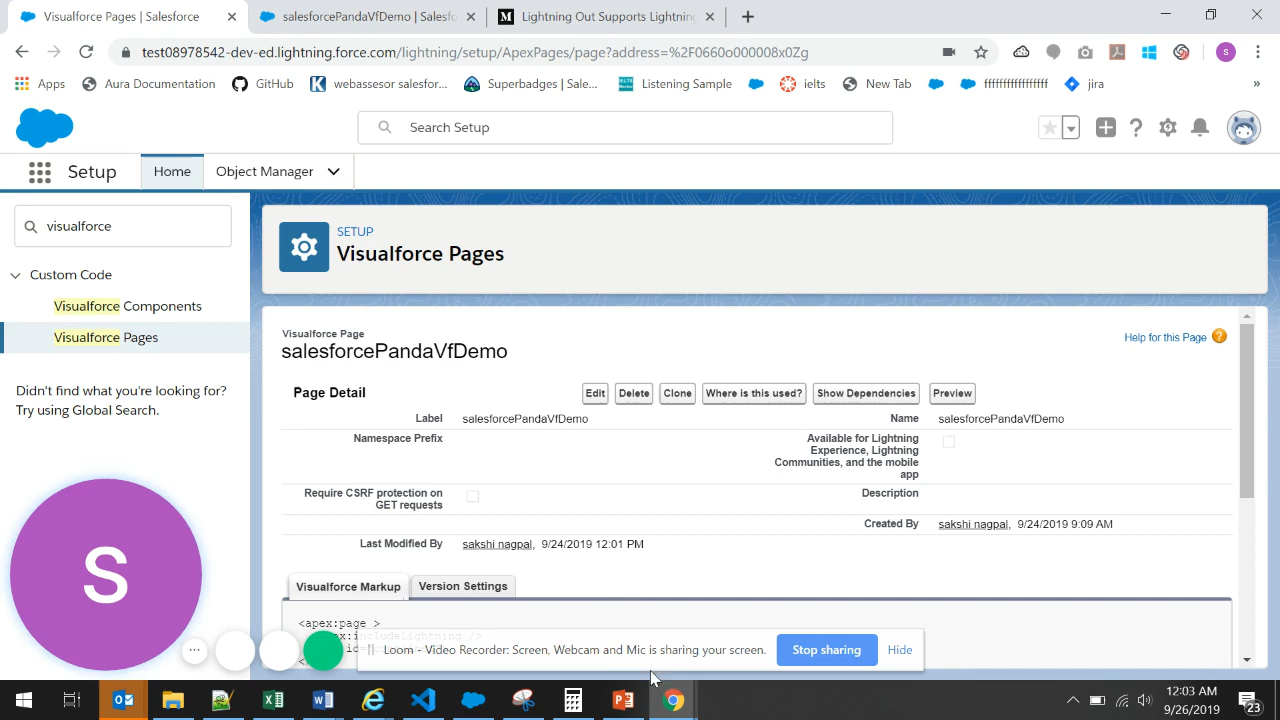 Visualforce Pages | Salesforce
salesforcePandaVfDemo | Salesf
M Lightning Out Supports Lightnin
test08978542-dev-ed.lightning.force.com/lightning/setup/ApexPages/page?address=%2F0660o000008x0Zg
S
Apps
Aura Documentation
GitHub
webassesor salesfor...
Superbadges | Sale...
Listening Sample
ielts
New Tab
ffffffffffffffffff
jira
»
Search Setup
Setup
Home
Object Manager
visualforce
Custom Code
Visualforce Components
Visualforce Pages
Didn't find what you're looking for?
Try using Global Search.
SETUP
Visualforce Pages
Visualforce Page
salesforcePandaVfDemo
Help for this Page
Page Detail
Edit
Delete
Clone
Where is this used?
Show Dependencies
Preview
Label salesforcePandaVfDemo
Name salesforcePandaVfDemo
Namespace Prefix
Available for Lightning
Experience, Lightning
Communities, and the mobile
app
Require CSRF protection on
GET requests
Description
Created By sakshi nagpal, 9/24/2019 9:09 AM
Last Modified By sakshi nagpal, 9/24/2019 12:01 PM
Visualforce Markup
Version Settings
<apex:page >
S
Loom - Video Recorder: Screen, Webcam and Mic is sharing your screen.
Stop sharing
Hide
12:03 AM
9/26/2019
23